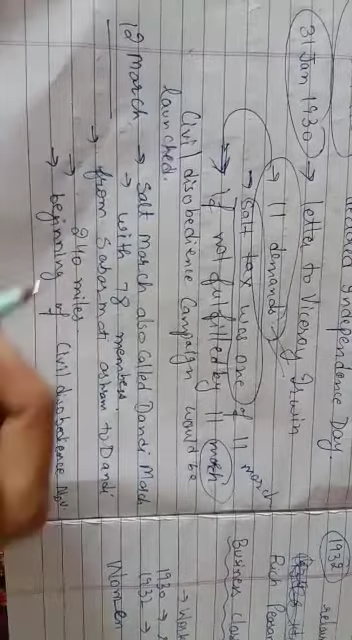 Independence Day.
31 Jan 1930 → letter to Viceroy Irwin
→ 11 demands
→ Salt tax was one of 11
→ If not fulfilled by 11 march
Civil disobedience Campaign would be
launched.
12 March → Salt March also called Dandi March
→ with 78 members.
→ from Sabarmati ashram to Dandi
→ 240 miles
→ beginning of Civil disobedience Mov.
1932
Rich
Business
1930 →
1932 →
Women